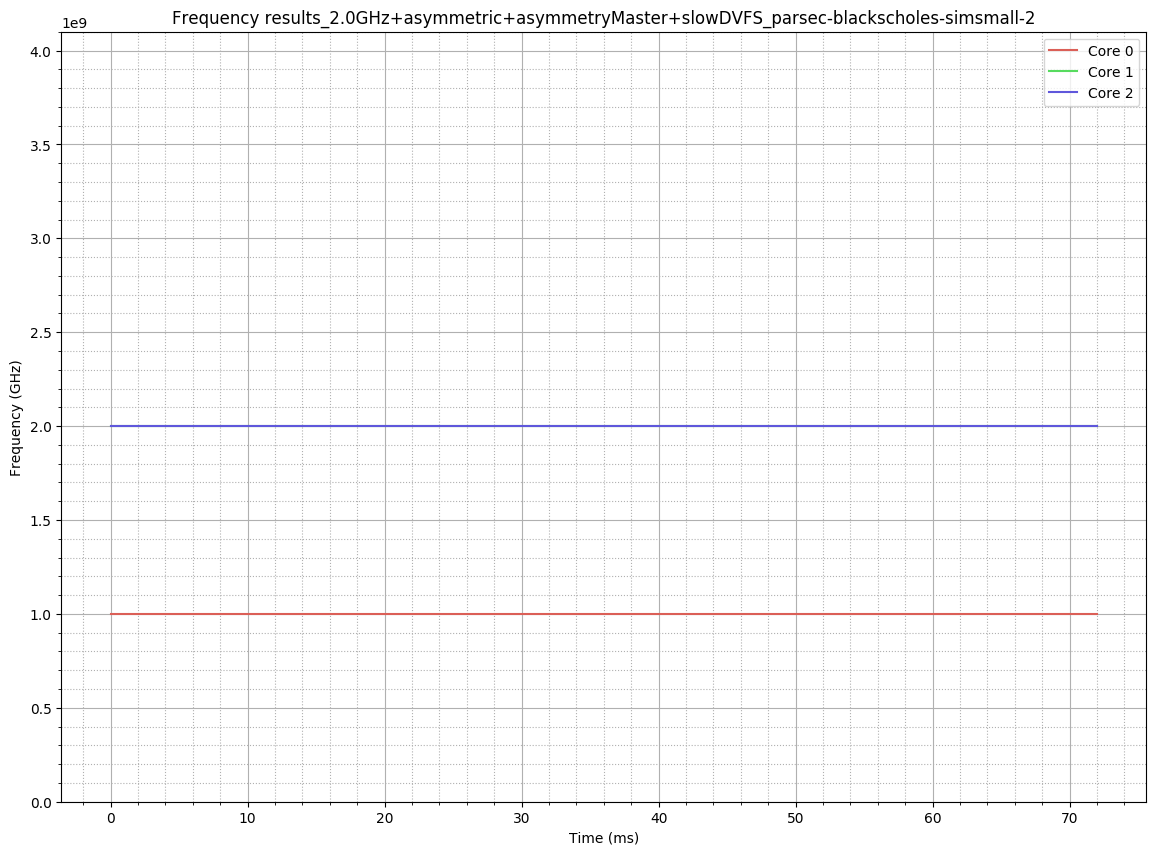 Frequency results_2.0GHz+asymmetric+asymmetryMaster+slowDVFS_parsec-blackscholes-simsmall-2
1e9
Core 0
Core 1
Core 2
4.0
3.5
3.0
2.5
2.0
1.5
1.0
0.5
0.0
Frequency (GHz)
0 10 20 30 40 50 60 70
Time (ms)